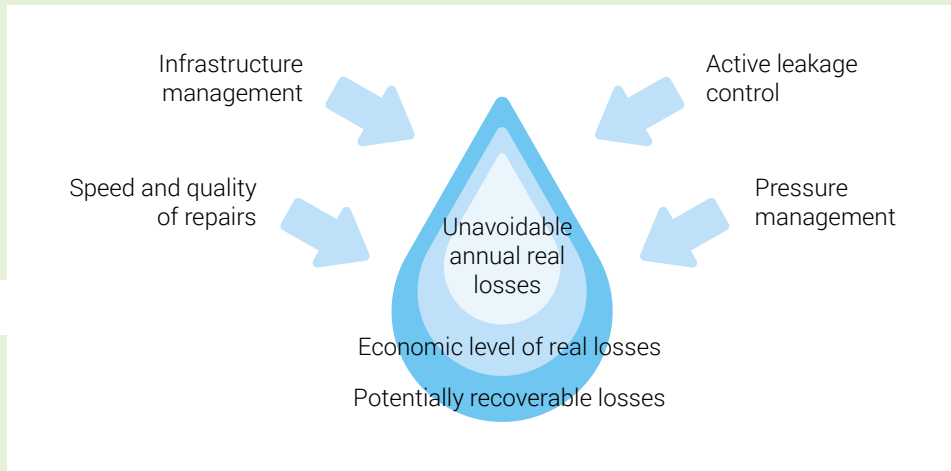 Infrastructure
management
Active leakage
control
Speed and quality
of repairs
Pressure
management
Unavoidable
annual real
losses
Economic level of real losses
Potentially recoverable losses